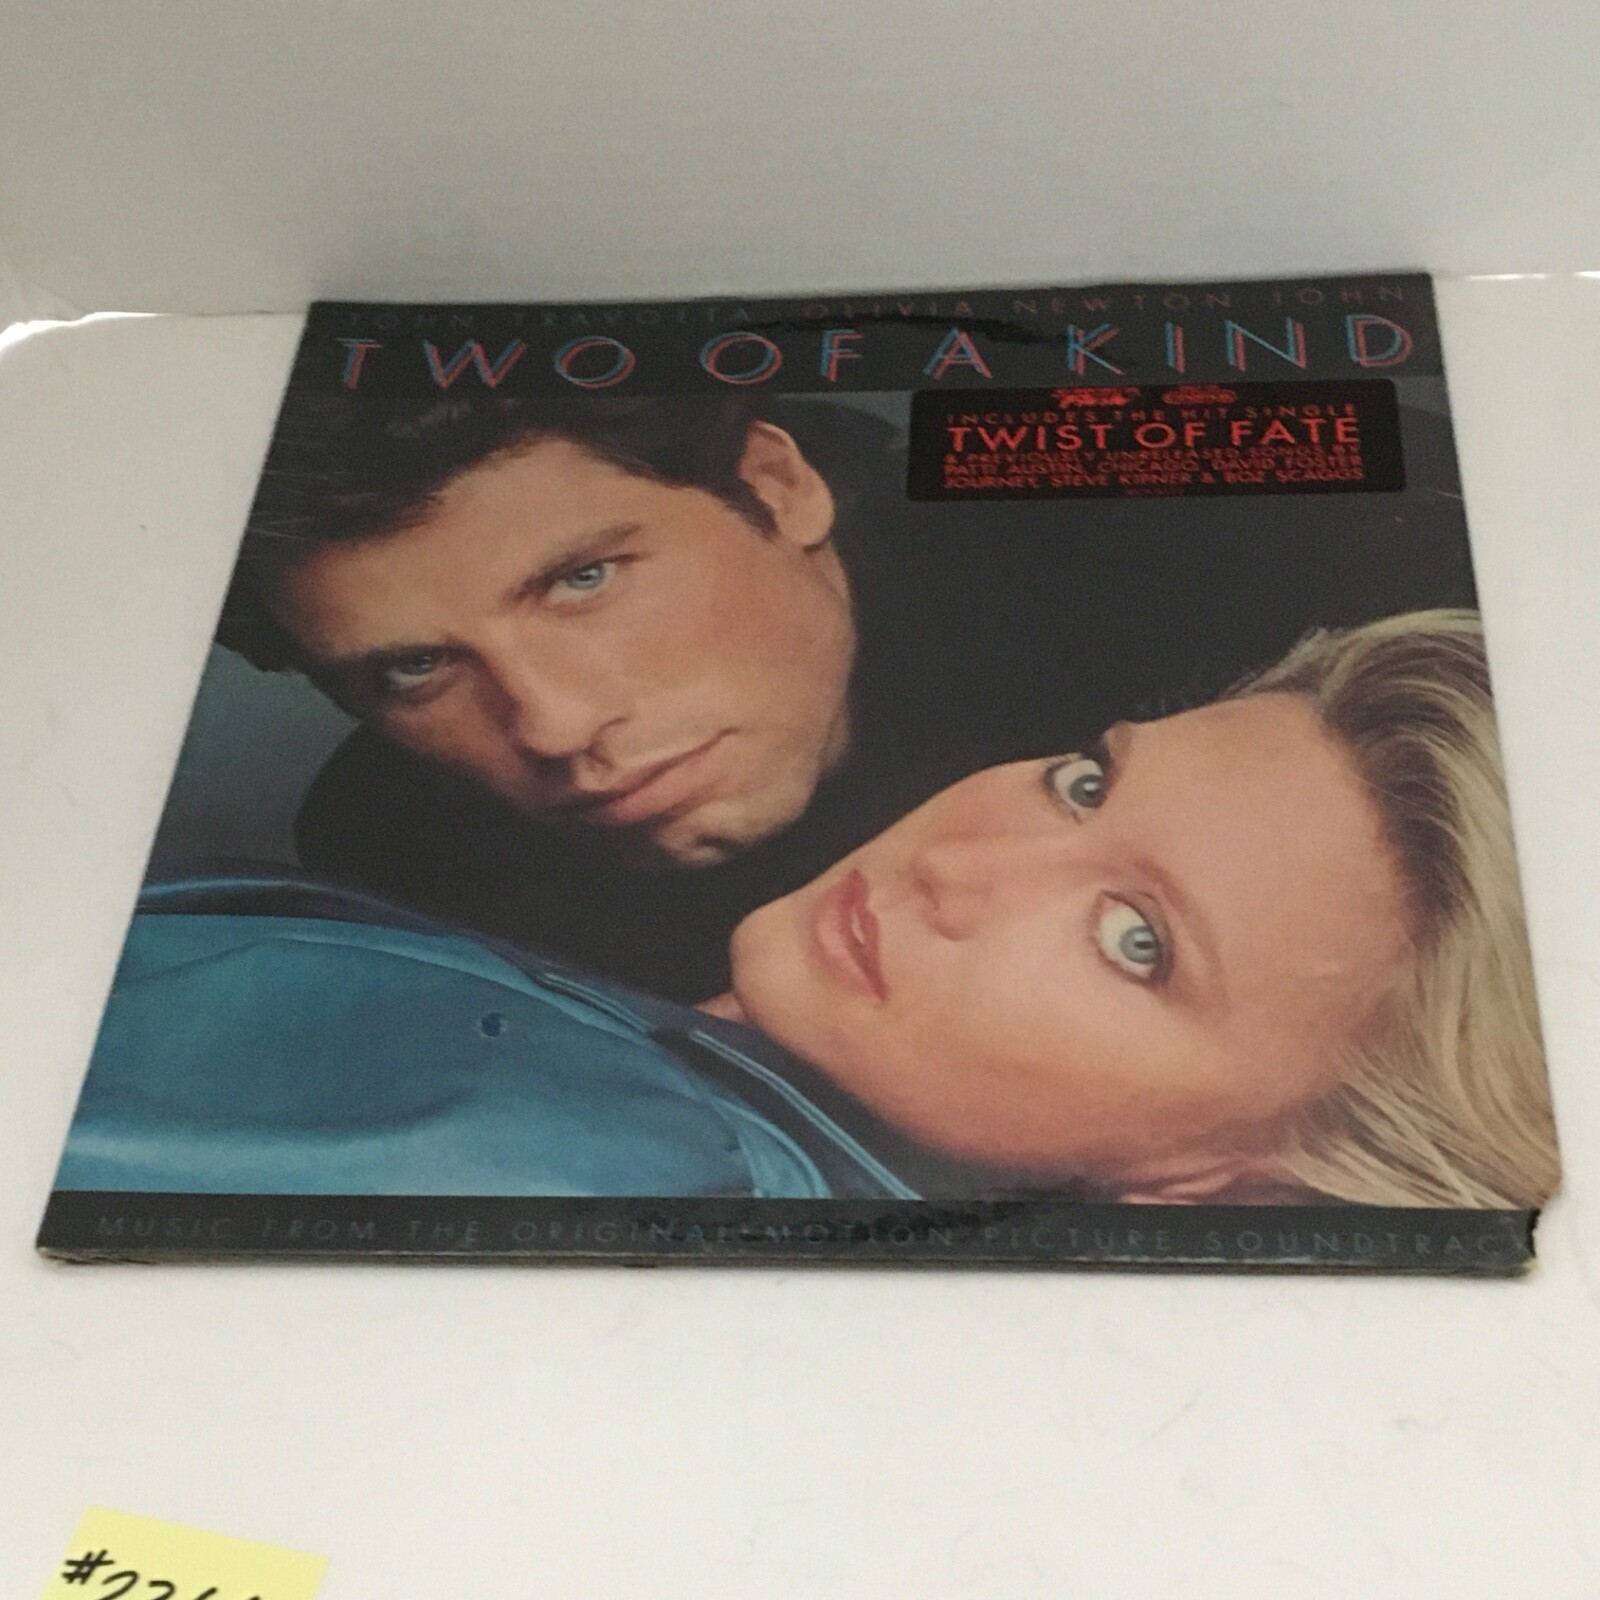 JOHN TRAVOLTA OLIVIA NEWTON JOHN
TWO OF A KIND
INCLUDES THE HIT SINGLE
TWIST OF FATE
& PREVIOUSLY UNRELEASED SONGS BY
PATTI AUSTIN, CHICAGO, DAVID FOSTER
JOURNEY, STEVE KIPNER & BOZ SCAGGS
MUSIC FROM THE ORIGINAL MOTION PICTURE SOUNDTRAC